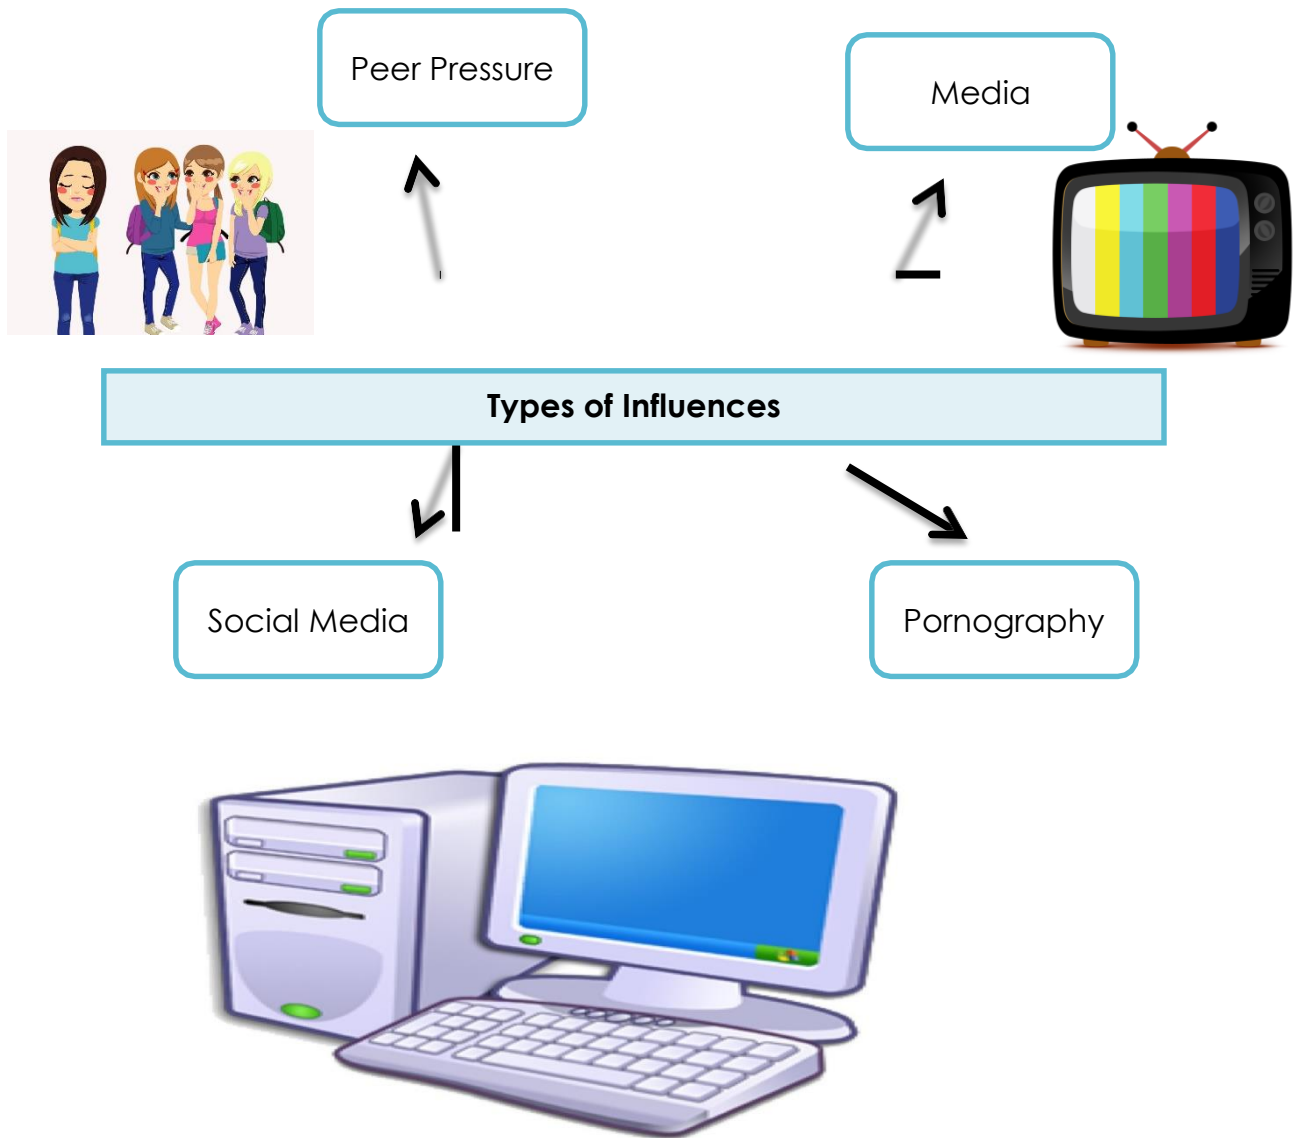 Peer Pressure
Media
Types of Influences
Social Media
Pornography